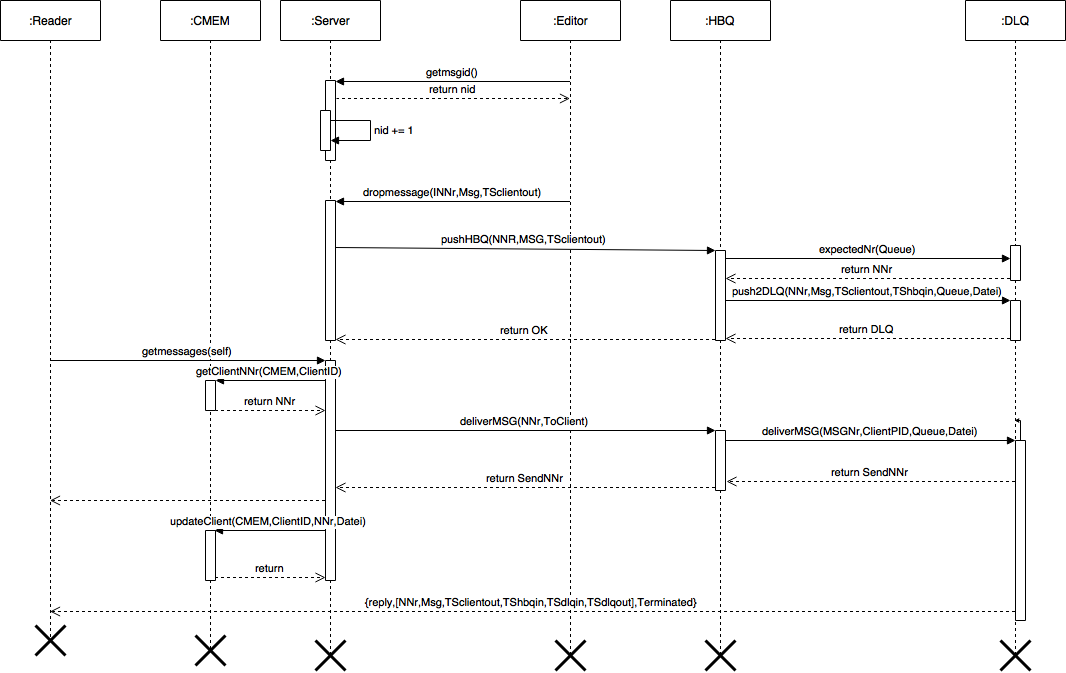 :Reader
:CMEM
:Server
:Editor
:HBQ
:DLQ
getmsgid()
return nid
nid += 1
dropmessage(INNr,Msg,TSclientout)
pushHBQ(NNR,MSG,TSclientout)
expectedNr(Queue)
return NNr
push2DLQ(NNr,Msg,TSclientout,TShbqin,Queue,Datei)
return OK
return DLQ
getmessages(self)
getClientNNr(CMEM,ClientID)
return NNr
deliverMSG(NNr,ToClient)
deliverMSG(MSGNr,ClientPID,Queue,Datei)
return SendNNr
return SendNNr
updateClient(CMEM,ClientID,NNr,Datei)
return
{reply,[NNr,Msg,TSclientout,TShbqin,TSdlqin,TSdlqout],Terminated}